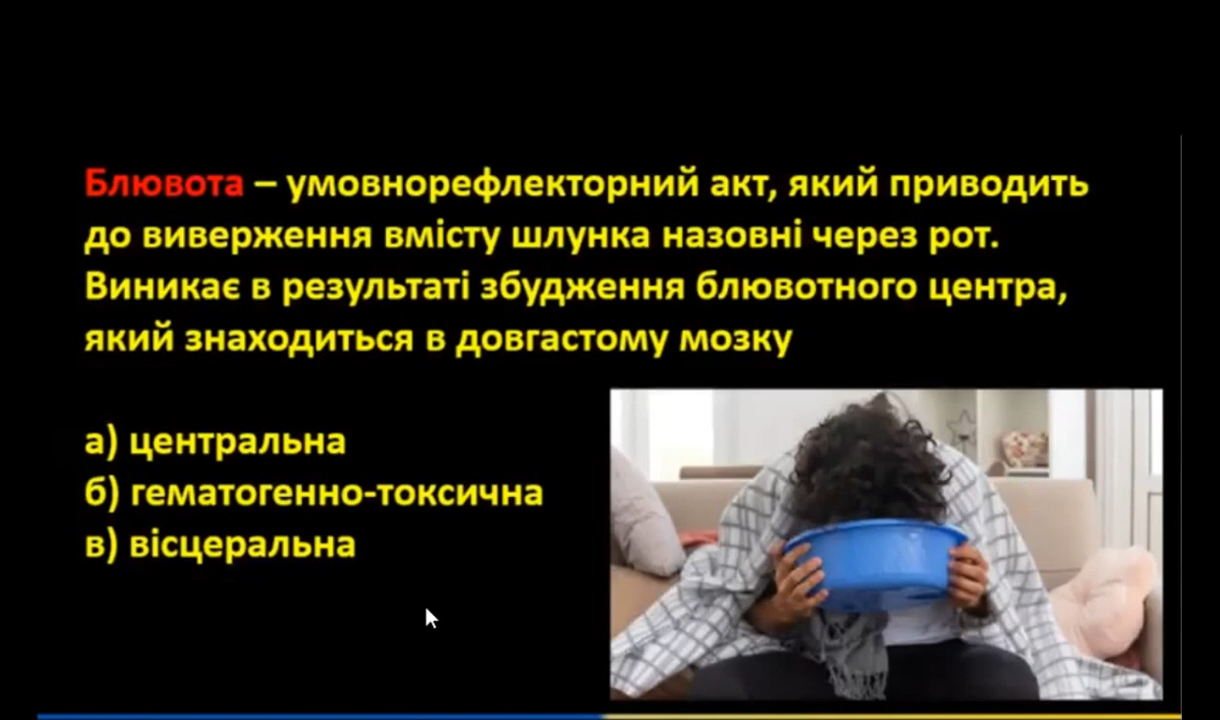 Блювота – умовнорефлекторний акт, який приводить
до виверження вмісту шлунка назовні через рот.
Виникає в результаті збудження блювотного центра,
який знаходиться в довгастому мозку
а) центральна
б) гематогенно-токсична
в) вісцеральна